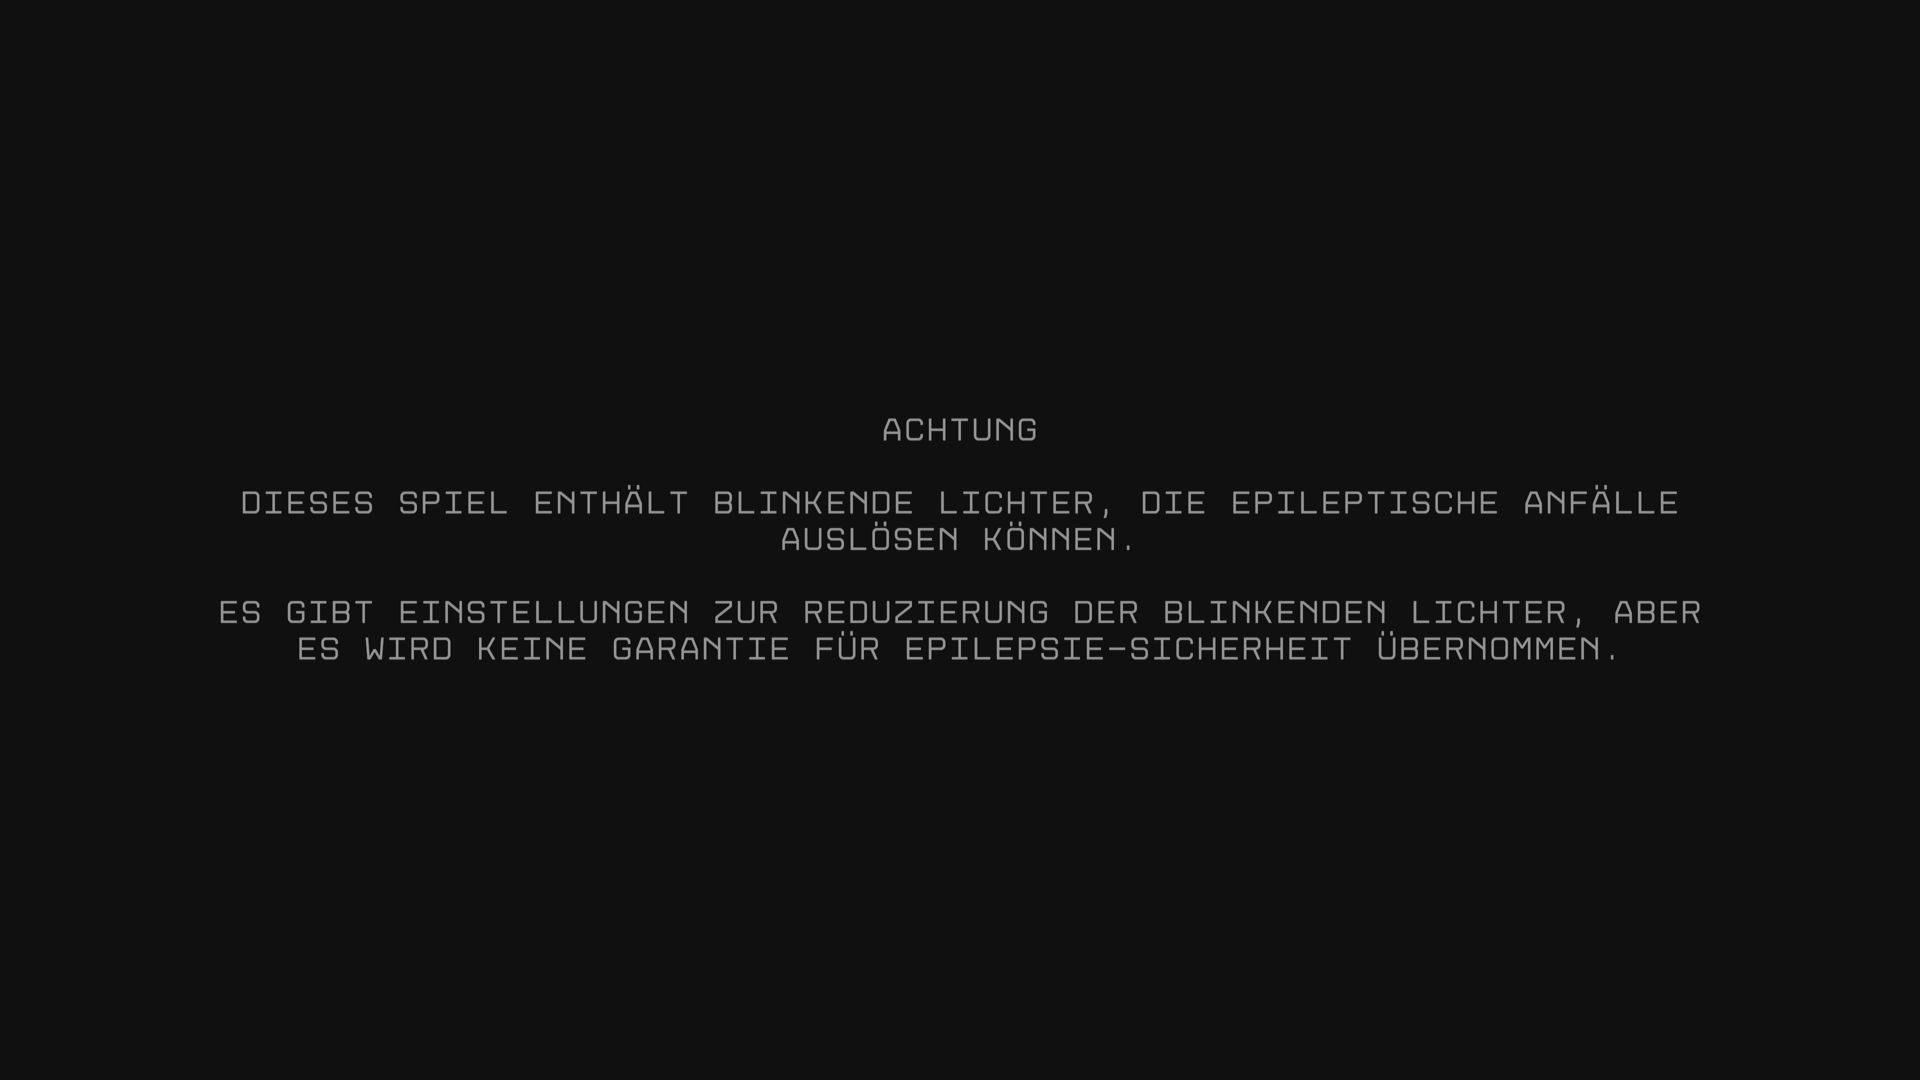 ACHTUNG
DIESES SPIEL ENTHÄLT BLINKENDE LICHTER, DIE EPILEPTISCHE ANFÄLLE
AUSLÖSEN KÖNNEN.
ES GIBT EINSTELLUNGEN ZUR REDUZIERUNG DER BLINKENDEN LICHTER, ABER
ES WIRD KEINE GARANTIE FÜR EPILEPSIE-SICHERHEIT ÜBERNOMMEN.